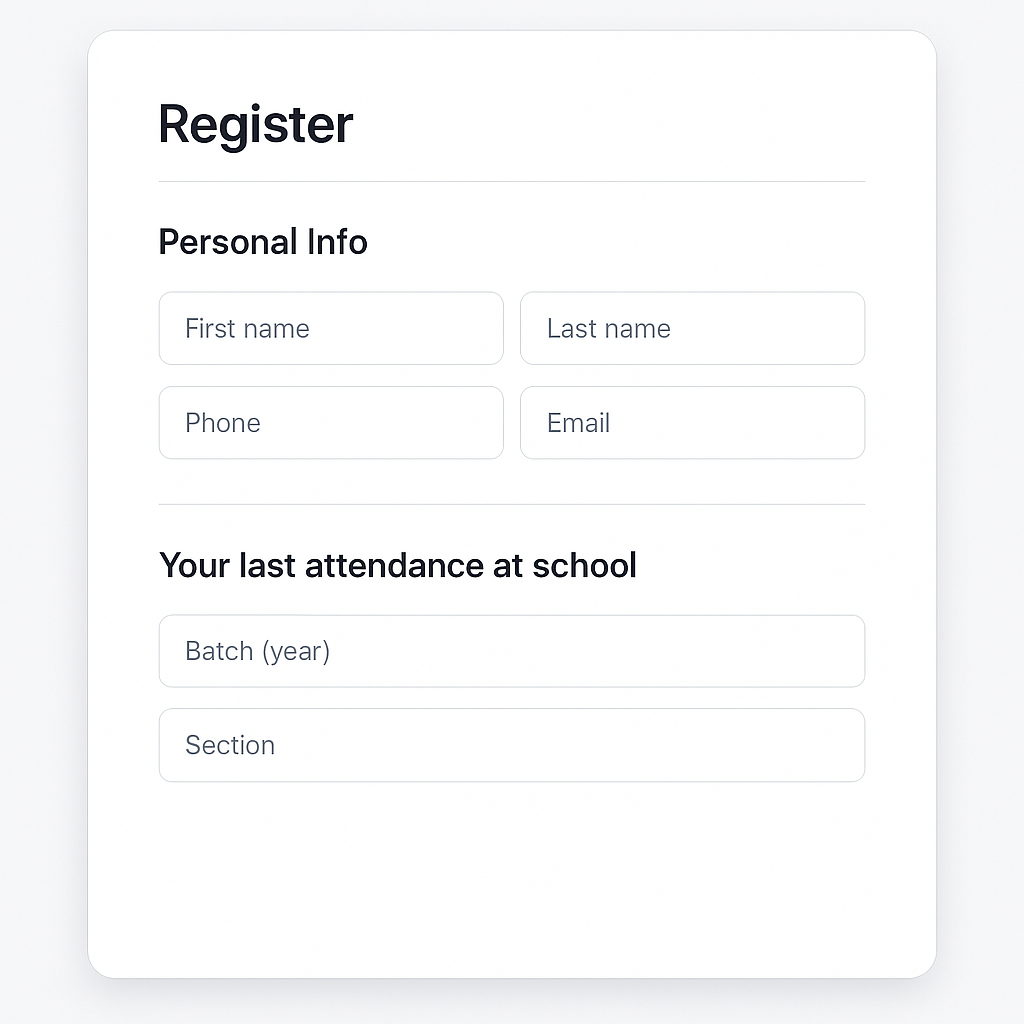 Register
Personal Info
First name
Last name
Phone
Email
Your last attendance at school
Batch (year)
Section